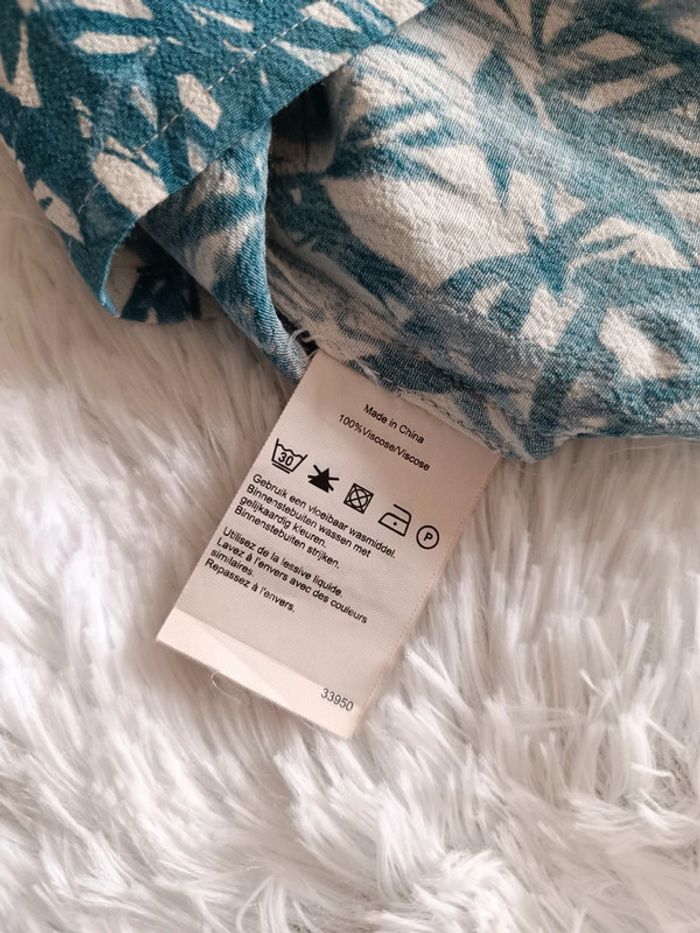 Made in China
100%Viscose/Viscose
30
P
Gebruik een vloeibaar wasmiddel.
Binnenstebuiten wassen met
gelijkaardig kleuren.
Binnenstebuiten strijken.
Utilisez de la lessive liquide.
Lavez à l'envers avec des couleurs
similaires.
Repassez à l'envers.
33950